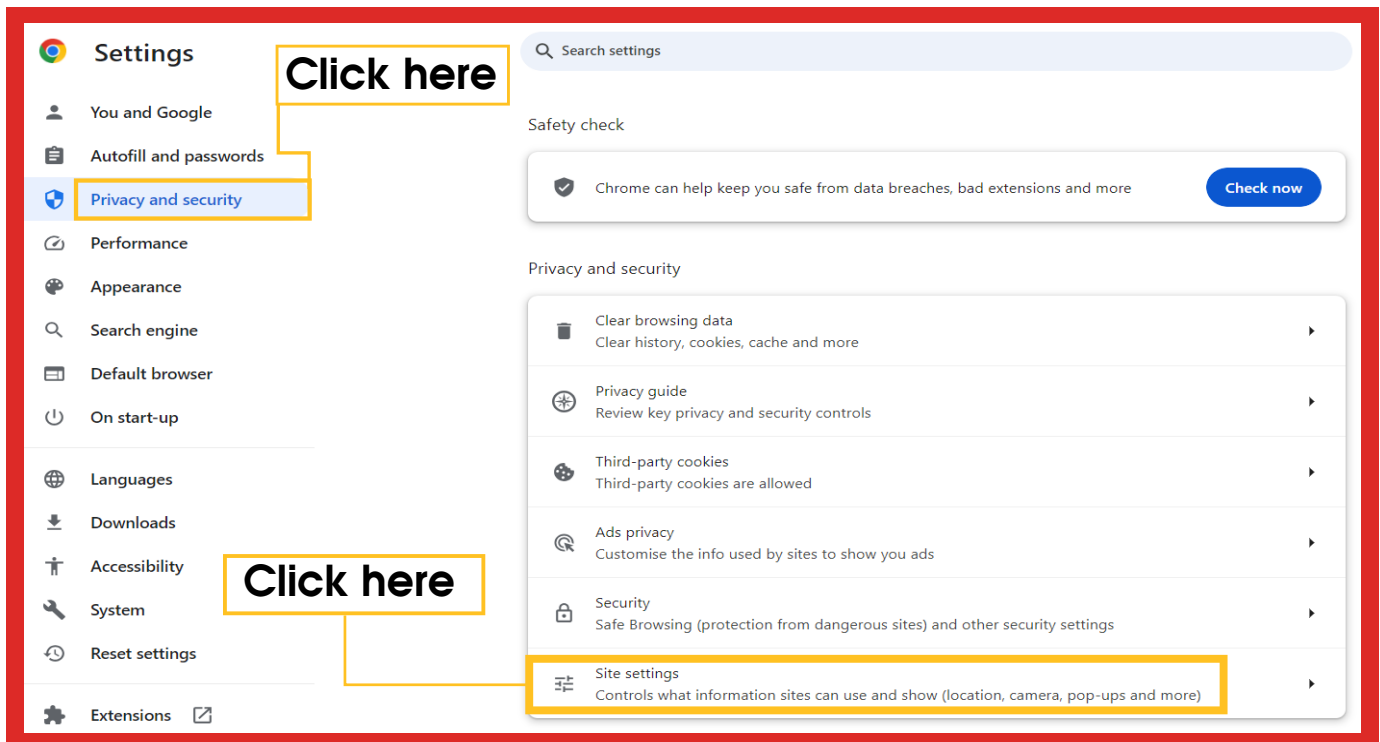 Settings
Click here
Search settings
You and Google
Autofill and passwords
Privacy and security
Performance
Appearance
Search engine
Default browser
On start-up
Languages
Downloads
Accessibility
Click here
System
Reset settings
Extensions
Safety check
Chrome can help keep you safe from data breaches, bad extensions and more
Check now
Privacy and security
Clear browsing data
Clear history, cookies, cache and more
Privacy guide
Review key privacy and security controls
Third-party cookies
Third-party cookies are allowed
Ads privacy
Customise the info used by sites to show you ads
Security
Safe Browsing (protection from dangerous sites) and other security settings
Site settings
Controls what information sites can use and show (location, camera, pop-ups and more)